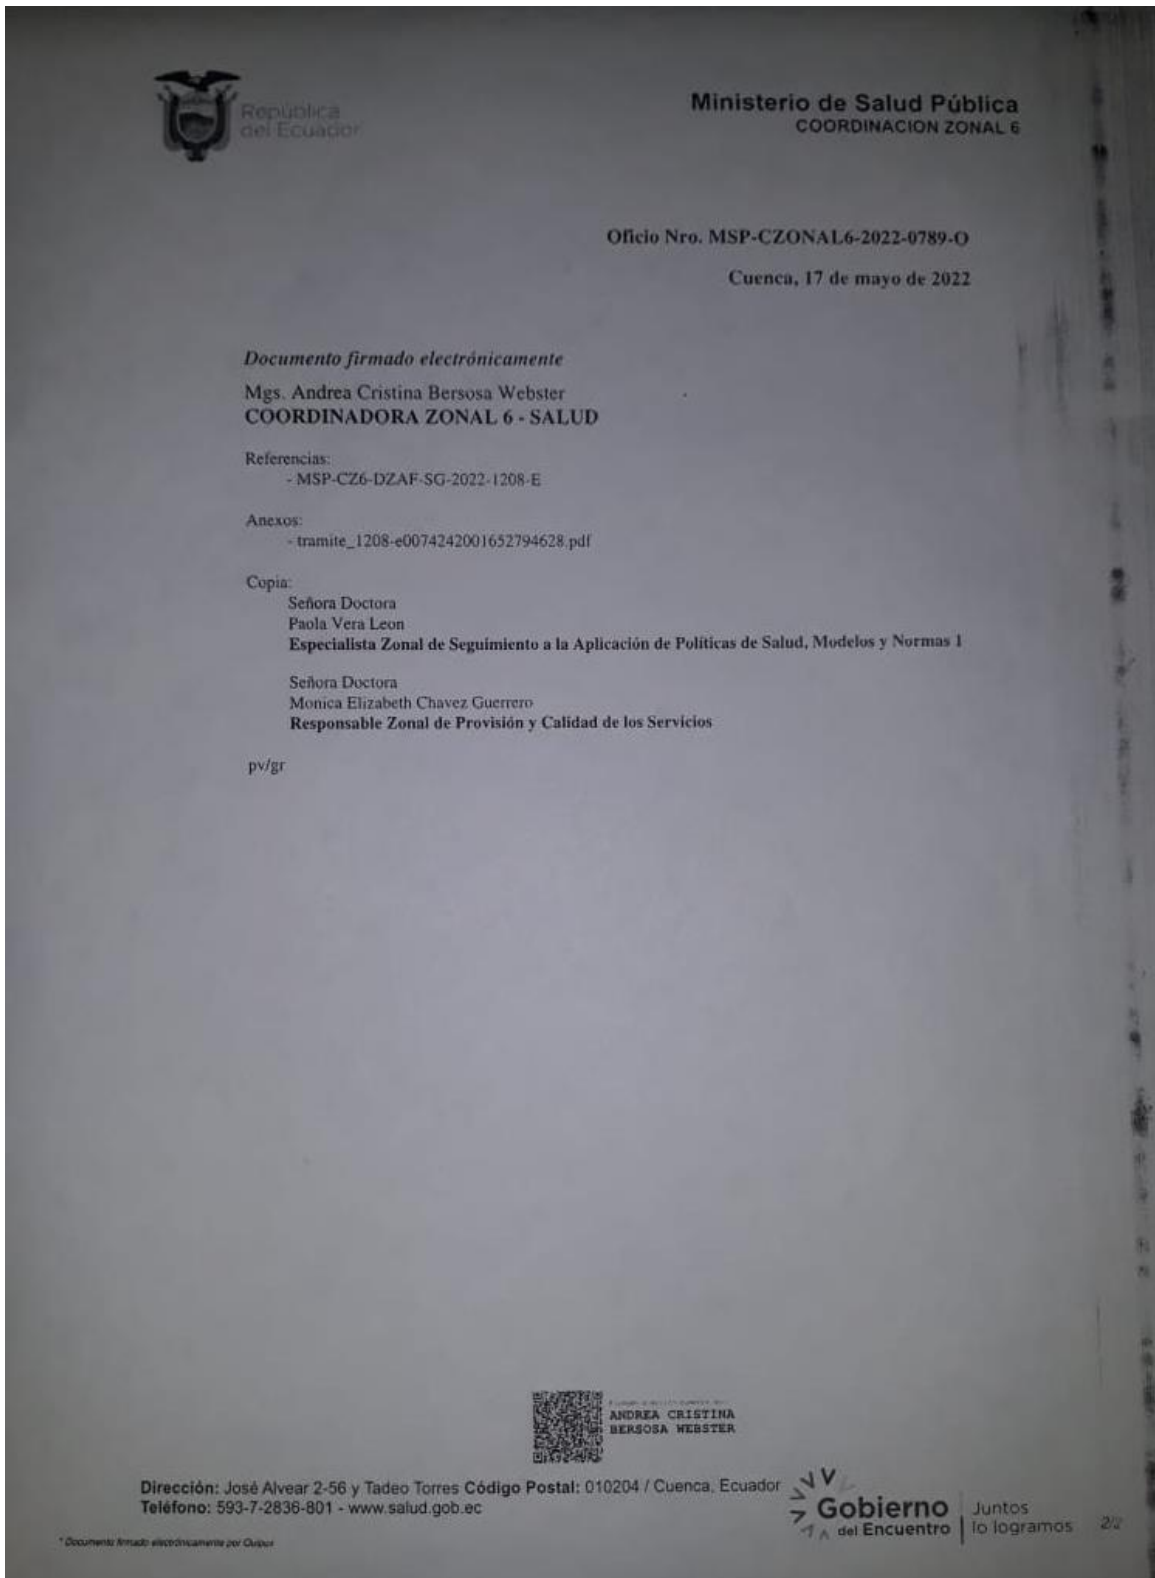 República
del Ecuador
Ministerio de Salud Pública
COORDINACION ZONAL 6
Oficio Nro. MSP-CZONAL6-2022-0789-O
Cuenca, 17 de mayo de 2022
Documento firmado electrónicamente
Mgs. Andrea Cristina Bersosa Webster
COORDINADORA ZONAL 6 - SALUD
Referencias:
- MSP-CZ6-DZAF-SG-2022-1208-E
Anexos:
- tramite_1208-e0074242001652794628.pdf
Copia:
Señora Doctora
Paola Vera Leon
Especialista Zonal de Seguimiento a la Aplicación de Políticas de Salud, Modelos y Normas 1
Señora Doctora
Monica Elizabeth Chavez Guerrero
Responsable Zonal de Provisión y Calidad de los Servicios
pv/gr
ANDREA CRISTINA
BERSOSA WEBSTER
Dirección: José Alvear 2-56 y Tadeo Torres Código Postal: 010204 / Cuenca, Ecuador
Teléfono: 593-7-2836-801 - www.salud.gob.ec
Gobierno
del Encuentro
Juntos
lo logramos
2/2
* Documento firmado electrónicamente por Quipux